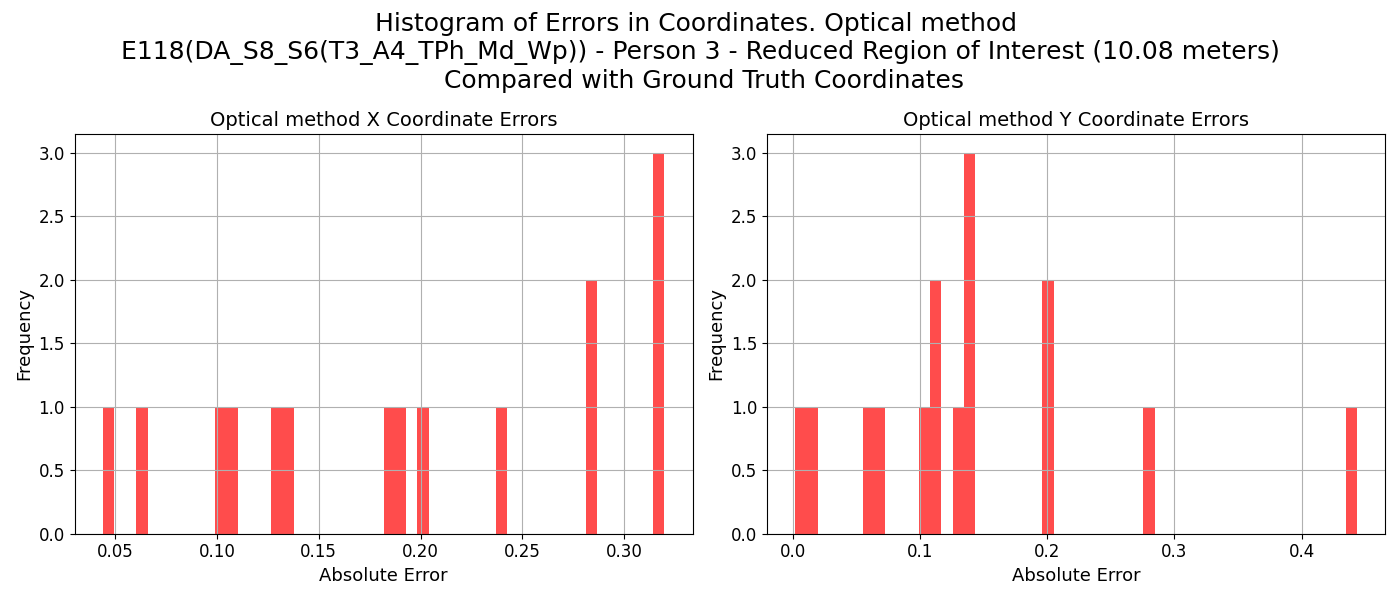 Histogram of Errors in Coordinates. Optical method
E118(DA_S8_S6(T3_A4_TPh_Md_Wp)) - Person 3 - Reduced Region of Interest (10.08 meters)
Compared with Ground Truth Coordinates
Optical method X Coordinate Errors
3.0
2.5
2.0
1.5
1.0
0.5
0.0
Frequency
0.05 0.10 0.15 0.20 0.25 0.30
Absolute Error
Optical method Y Coordinate Errors
3.0
2.5
2.0
1.5
1.0
0.5
0.0
Frequency
0.0 0.1 0.2 0.3 0.4
Absolute Error